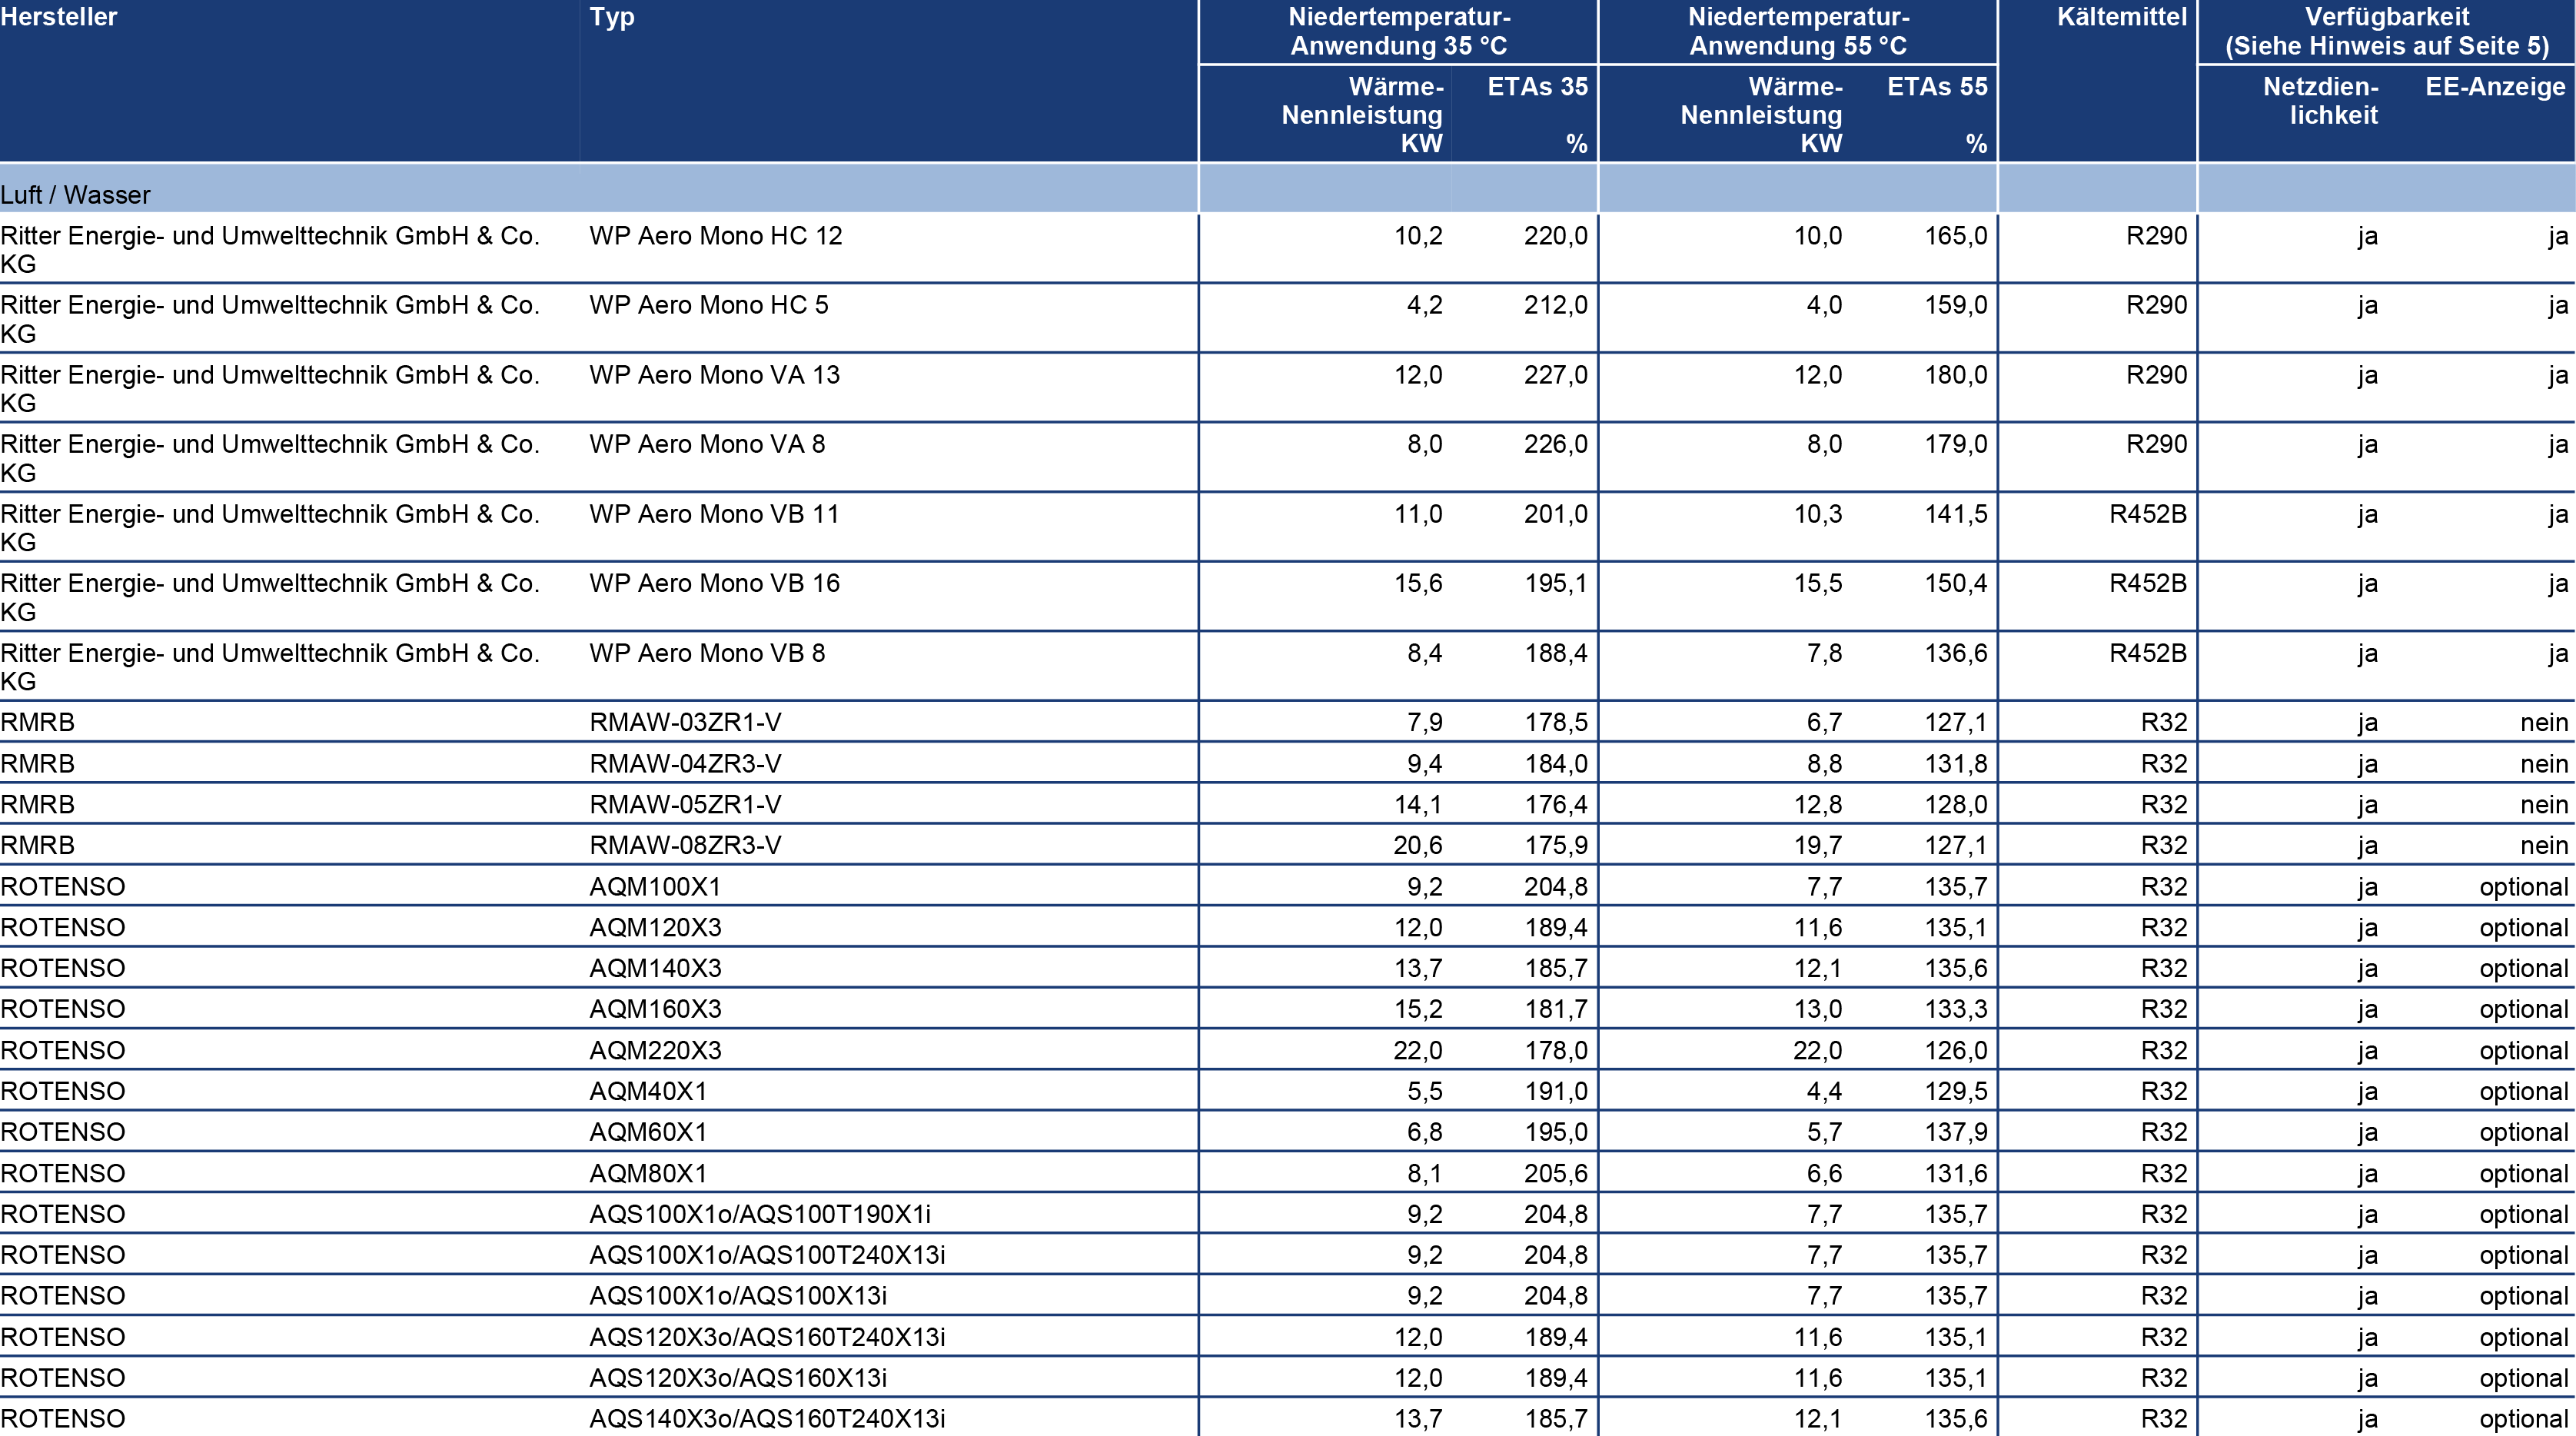 Hersteller Typ Niedertemperatur- Niedertemperatur- Kältemittel Verfügbarkeit
Anwendung 35 °C Anwendung 55 °C (Siehe Hinweis auf Seite 5)
Wärme- ETAs 35 Wärme- ETAs 55 Netzdien- EE-Anzeige
Nennleistung Nennleistung lichkeit
KW % KW %
Luft / Wasser
Ritter Energie- und Umwelttechnik GmbH & Co. WP Aero Mono HC 12 10,2 220,0 10,0 165,0 R290 ja ja
KG
Ritter Energie- und Umwelttechnik GmbH & Co. WP Aero Mono HC 5 4,2 212,0 4,0 159,0 R290 ja ja
KG
Ritter Energie- und Umwelttechnik GmbH & Co. WP Aero Mono VA 13 12,0 227,0 12,0 180,0 R290 ja ja
KG
Ritter Energie- und Umwelttechnik GmbH & Co. WP Aero Mono VA 8 8,0 226,0 8,0 179,0 R290 ja ja
KG
Ritter Energie- und Umwelttechnik GmbH & Co. WP Aero Mono VB 11 11,0 201,0 10,3 141,5 R452B ja ja
KG
Ritter Energie- und Umwelttechnik GmbH & Co. WP Aero Mono VB 16 15,6 195,1 15,5 150,4 R452B ja ja
KG
Ritter Energie- und Umwelttechnik GmbH & Co. WP Aero Mono VB 8 8,4 188,4 7,8 136,6 R452B ja ja
KG
RMRB RMAW-03ZR1-V 7,9 178,5 6,7 127,1 R32 ja nein
RMRB RMAW-04ZR3-V 9,4 184,0 8,8 131,8 R32 ja nein
RMRB RMAW-05ZR1-V 14,1 176,4 12,8 128,0 R32 ja nein
RMRB RMAW-08ZR3-V 20,6 175,9 19,7 127,1 R32 ja nein
ROTENSO AQM100X1 9,2 204,8 7,7 135,7 R32 ja optional
ROTENSO AQM120X3 12,0 189,4 11,6 135,1 R32 ja optional
ROTENSO AQM140X3 13,7 185,7 12,1 135,6 R32 ja optional
ROTENSO AQM160X3 15,2 181,7 13,0 133,3 R32 ja optional
ROTENSO AQM220X3 22,0 178,0 22,0 126,0 R32 ja optional
ROTENSO AQM40X1 5,5 191,0 4,4 129,5 R32 ja optional
ROTENSO AQM60X1 6,8 195,0 5,7 137,9 R32 ja optional
ROTENSO AQM80X1 8,1 205,6 6,6 131,6 R32 ja optional
ROTENSO AQS100X1o/AQS100T190X1i 9,2 204,8 7,7 135,7 R32 ja optional
ROTENSO AQS100X1o/AQS100T240X13i 9,2 204,8 7,7 135,7 R32 ja optional
ROTENSO AQS100X1o/AQS100X13i 9,2 204,8 7,7 135,7 R32 ja optional
ROTENSO AQS120X3o/AQS160T240X13i 12,0 189,4 11,6 135,1 R32 ja optional
ROTENSO AQS120X3o/AQS160X13i 12,0 189,4 11,6 135,1 R32 ja optional
ROTENSO AQS140X3o/AQS160T240X13i 13,7 185,7 12,1 135,6 R32 ja optional